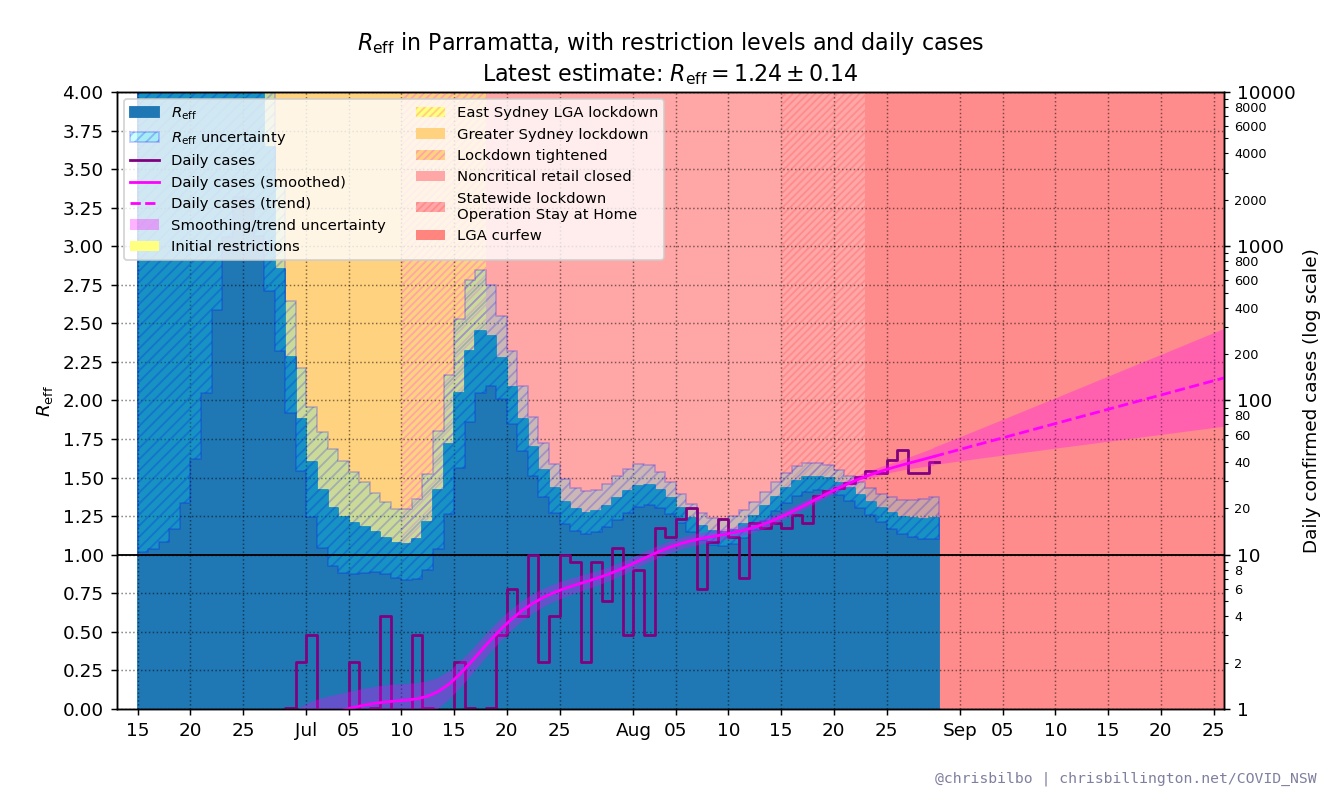 Reff in Parramatta, with restriction levels and daily cases
Latest estimate: Reff = 1.24 ± 0.14
Reff
Reff uncertainty
Daily cases
Daily cases (smoothed)
Daily cases (trend)
Smoothing/trend uncertainty
Initial restrictions
East Sydney LGA lockdown
Greater Sydney lockdown
Lockdown tightened
Noncritical retail closed
Statewide lockdown
Operation Stay at Home
LGA curfew
4.00
3.75
3.50
3.25
3.00
2.75
2.50
2.25
2.00
1.75
1.50
1.25
1.00
0.75
0.50
0.25
0.00
Reff
10000
8000
6000
4000
2000
1000
800
600
400
200
100
80
60
40
20
10
8
6
4
2
1
Daily confirmed cases (log scale)
15 20 25 Jul 05 10 15 20 25 Aug 05 10 15 20 25 Sep 05 10 15 20 25
@chrisbilbo | chrisbillington.net/COVID_NSW